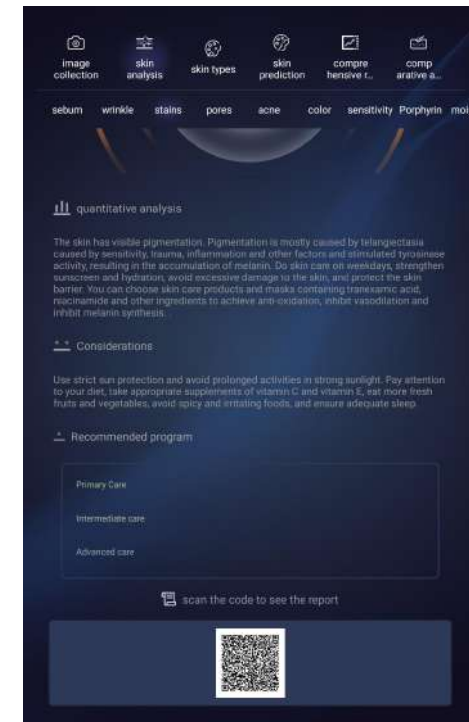 image collection
skin analysis
skin types
skin prediction
compre hensive r...
comp arative a...
sebum wrinkle stains pores acne color sensitivity Porphyrin moi
quantitative analysis
The skin has visible pigmentation. Pigmentation is mostly caused by telangiectasia
caused by sensitivity, trauma, inflammation and other factors and stimulated tyrosinase
activity, resulting in the accumulation of melanin. Do skin care on weekdays, strengthen
sunscreen and hydration, avoid excessive damage to the skin, and protect the skin
barrier. You can choose skin care products and masks containing tranexamic acid,
niacinamide and other ingredients to achieve anti-oxidation, inhibit vasodilation and
inhibit melanin synthesis.
Considerations
Use strict sun protection and avoid prolonged activities in strong sunlight. Pay attention
to your diet, take appropriate supplements of vitamin C and vitamin E, eat more fresh
fruits and vegetables, avoid spicy and irritating foods, and ensure adequate sleep.
Recommended program
Primary Care
Intermediate care
Advanced care
scan the code to see the report